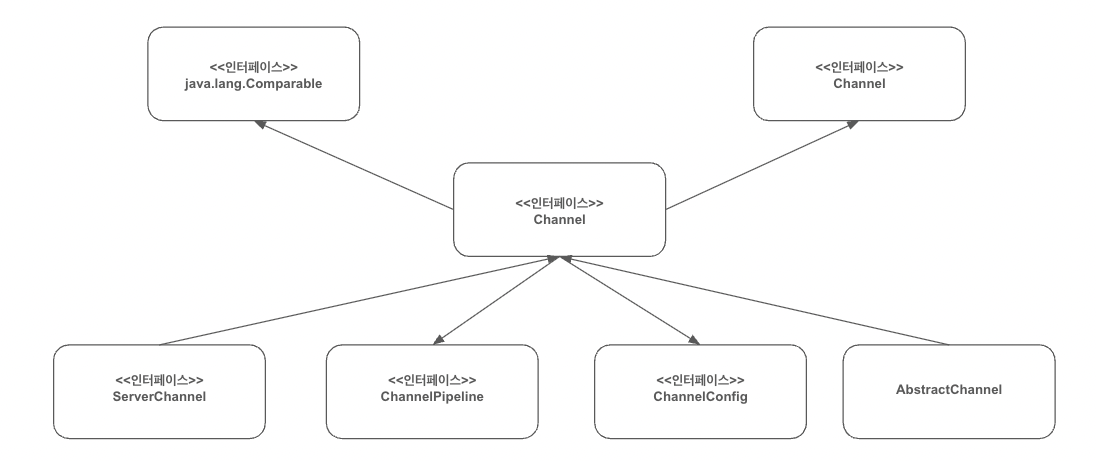 <<인터페이스>>
java.lang.Comparable
<<인터페이스>>
Channel
<<인터페이스>>
Channel
<<인터페이스>>
ServerChannel
<<인터페이스>>
ChannelPipeline
<<인터페이스>>
ChannelConfig
AbstractChannel